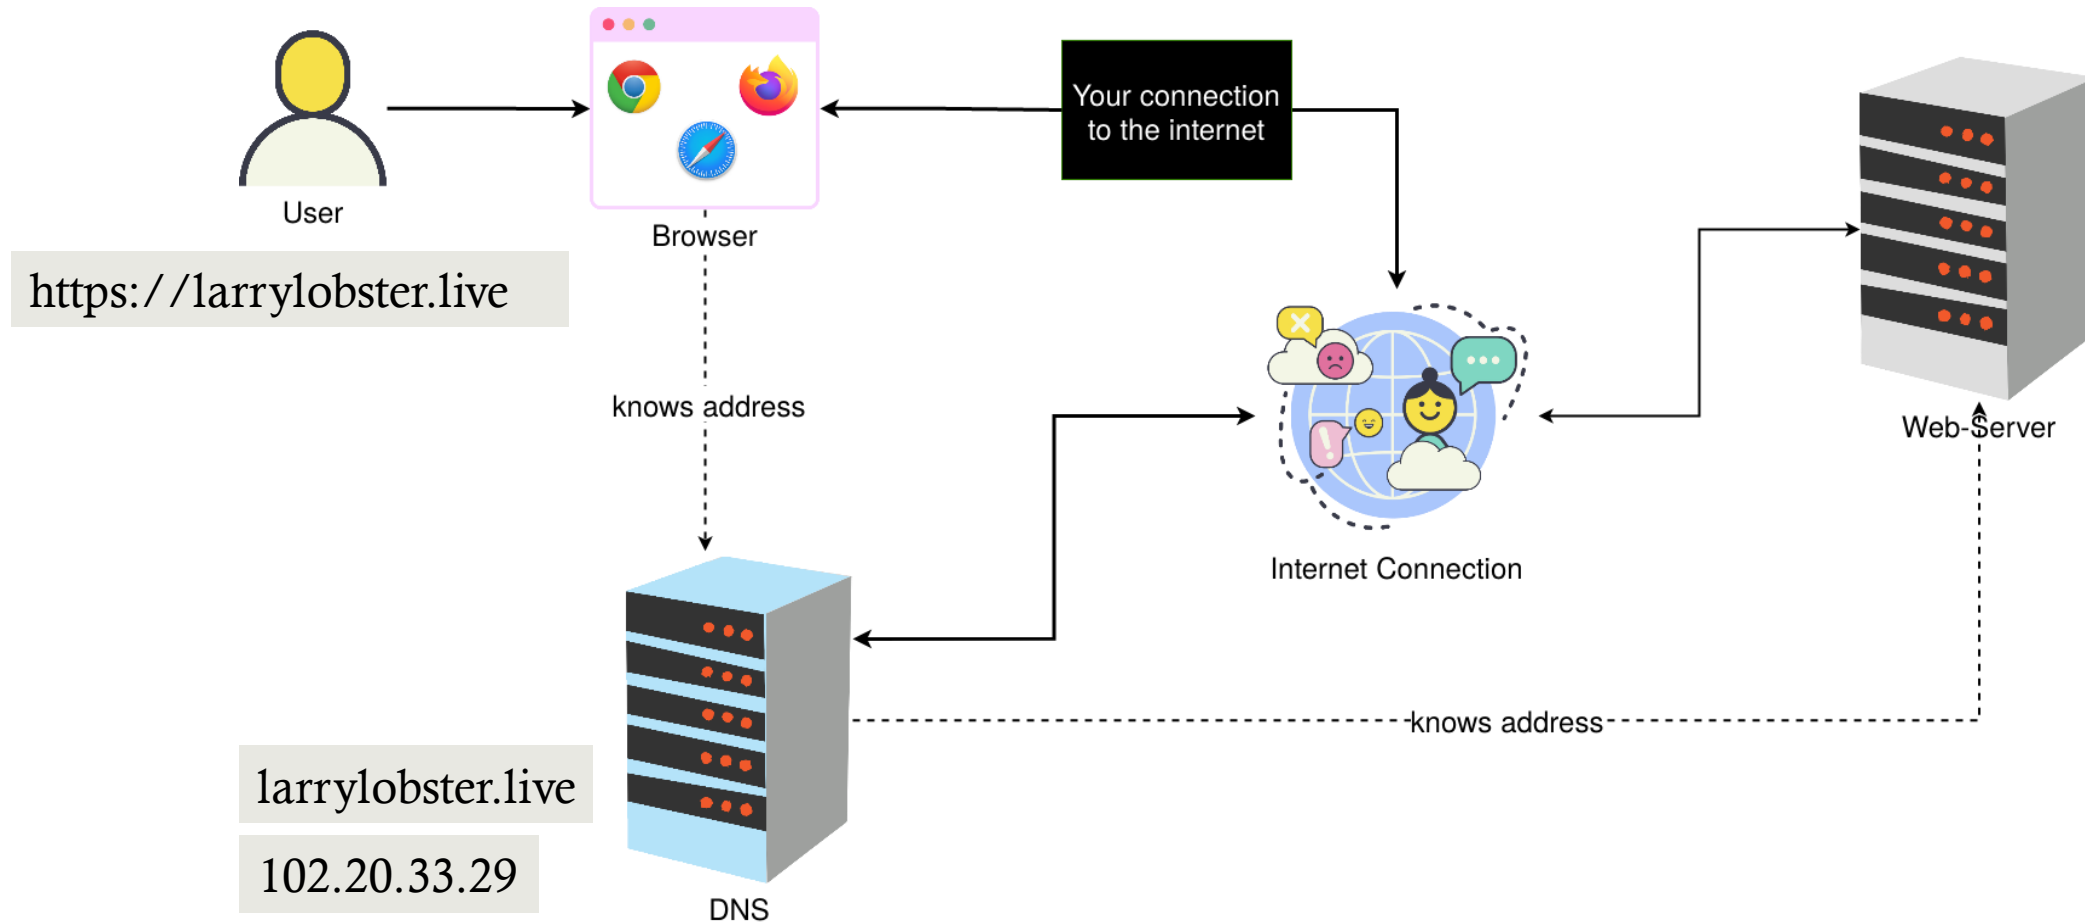 Your connection
to the internet
User
Browser
https://larrylobster.live
knows address
Web-Server
Internet Connection
knows address
larrylobster.live
102.20.33.29
DNS